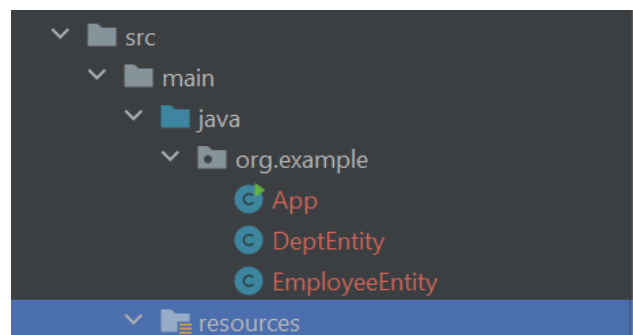 src
main
java
org.example
App
DeptEntity
EmployeeEntity
resources